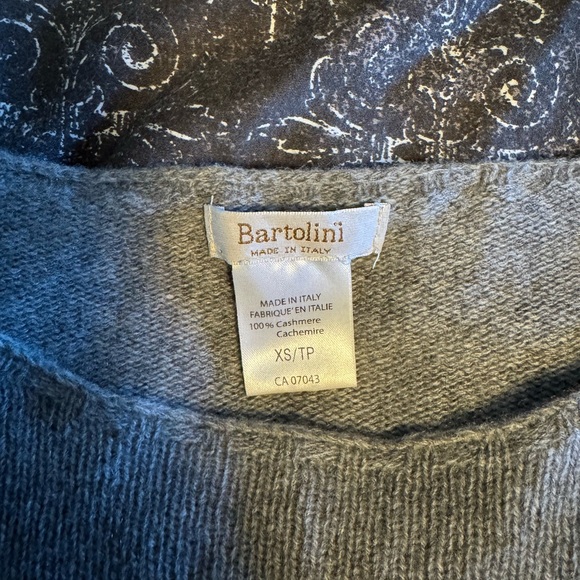 Bartolini
MADE IN ITALY
MADE IN ITALY
FABRIQUE' EN ITALIE
100% Cashmere
Cachemire
XS/TP
CA 07043